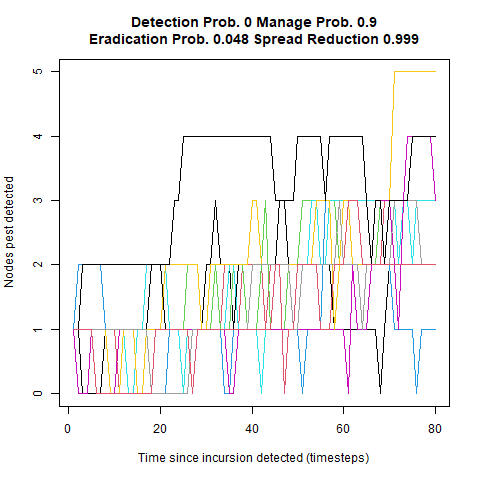 Detection Prob. 0 Manage Prob. 0.9
Eradication Prob. 0.048 Spread Reduction 0.999
5
4
3
2
1
0
Nodes pest detected
0 20 40 60 80
Time since incursion detected (timesteps)